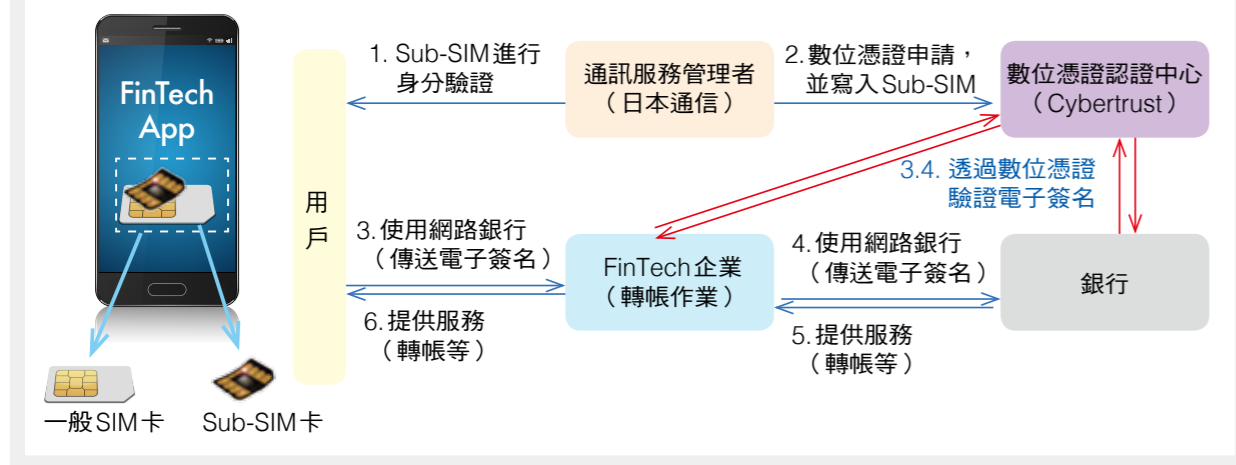 FinTech
App
一般SIM卡
Sub-SIM卡
用
戶
1. Sub-SIM進行
身分驗證
通訊服務管理者
（日本通信）
2.數位憑證申請，
並寫入Sub-SIM
數位憑證認證中心
（Cybertrust）
3.4. 透過數位憑證
驗證電子簽名
3.使用網路銀行
（傳送電子簽名）
FinTech企業
（轉帳作業）
4.使用網路銀行
（傳送電子簽名）
銀行
6.提供服務
（轉帳等）
5.提供服務
（轉帳等）